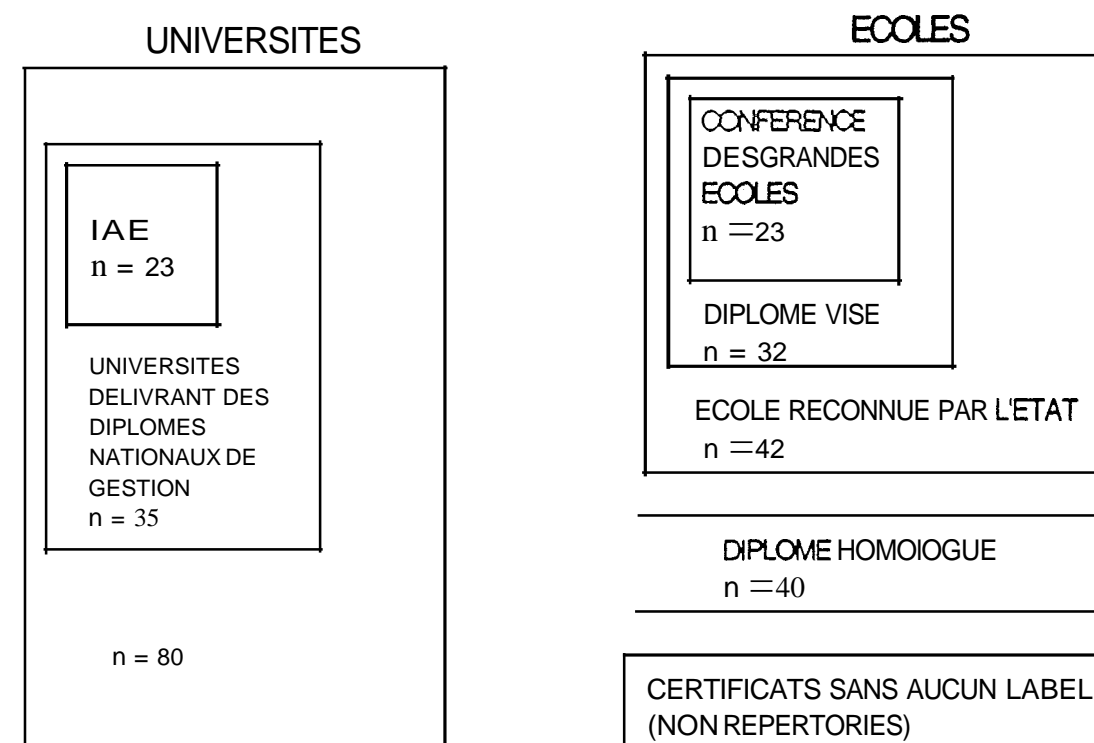 UNIVERSITES
IAE
n = 23
UNIVERSITES
DELIVRANT DES
DIPLOMES
NATIONAUX DE
GESTION
n = 35
n = 80
ECOLES
CONFERENCE
DESGRANDES
ECOLES
n =23
DIPLOME VISE
n = 32
ECOLE RECONNUE PAR L'ETAT
n =42
DIPLOME HOMOIOGUE
n =40
CERTIFICATS SANS AUCUN LABEL
(NON REPERTORIES)